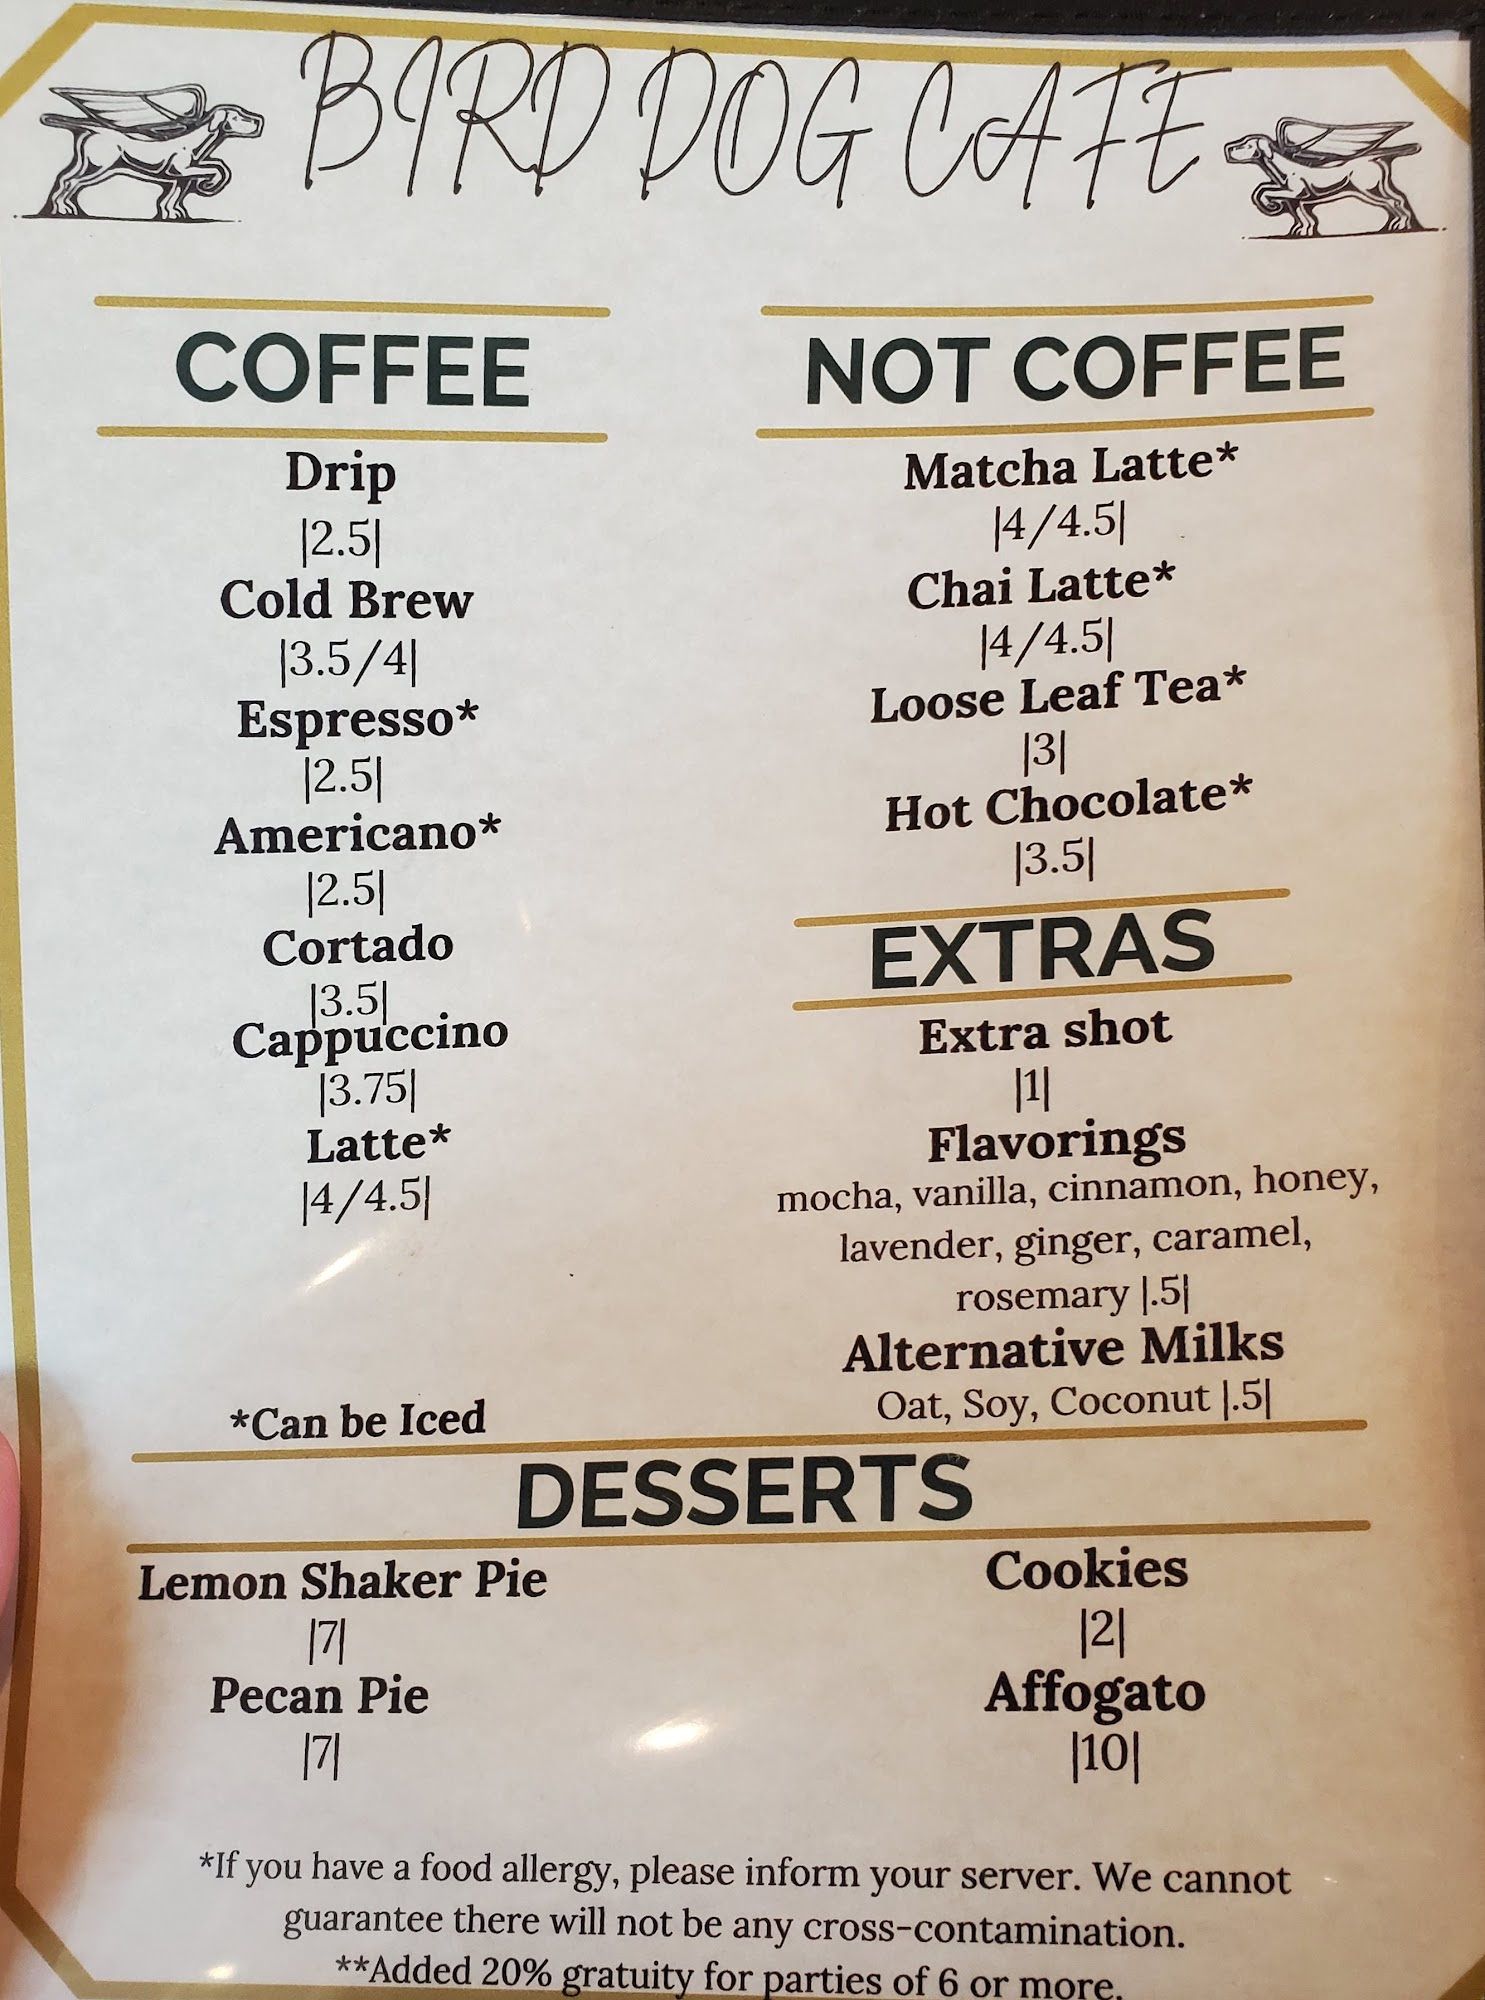 BIRD DOG CAFE
COFFEE
Drip
|2.5|
Cold Brew
|3.5/4|
Espresso*
|2.5|
Americano*
|2.5|
Cortado
|3.5|
Cappuccino
|3.75|
Latte*
|4/4.5|
*Can be Iced
NOT COFFEE
Matcha Latte*
|4/4.5|
Chai Latte*
|4/4.5|
Loose Leaf Tea*
|3|
Hot Chocolate*
|3.5|
EXTRAS
Extra shot
|1|
Flavorings
mocha, vanilla, cinnamon, honey,
lavender, ginger, caramel,
rosemary |.5|
Alternative Milks
Oat, Soy, Coconut |.5|
DESSERTS
Lemon Shaker Pie
|7|
Pecan Pie
|7|
Cookies
|2|
Affogato
|10|
*If you have a food allergy, please inform your server. We cannot
guarantee there will not be any cross-contamination.
**Added 20% gratuity for parties of 6 or more.